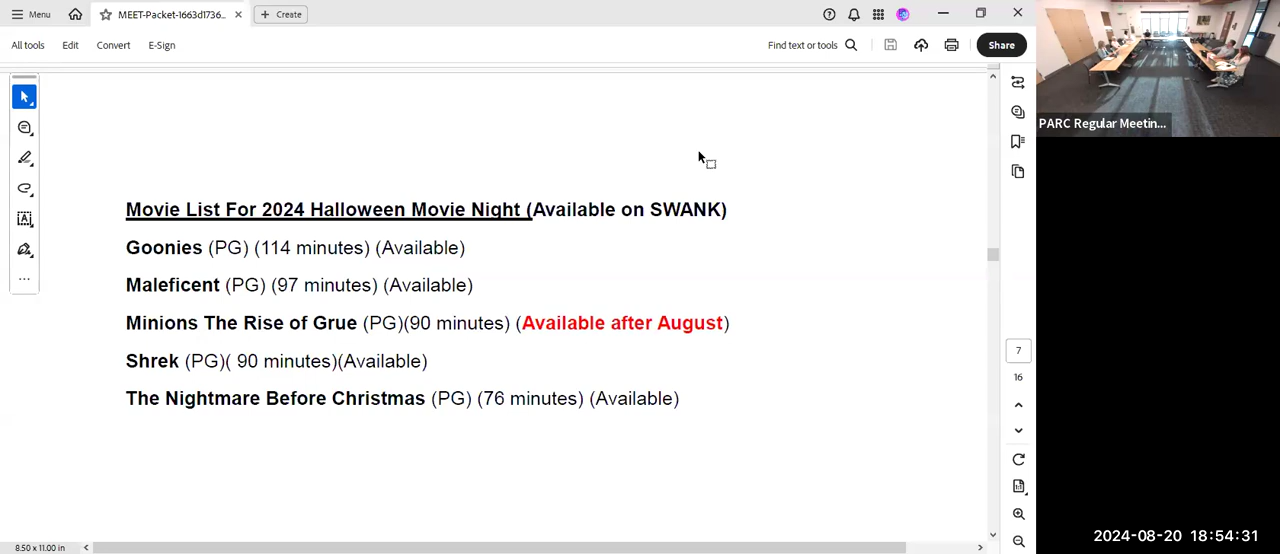 Menu
MEET-Packet-1663d1736...
Create
All tools
Edit
Convert
E-Sign
Find text or tools
Share
Movie List For 2024 Halloween Movie Night (Available on SWANK)
Goonies (PG) (114 minutes) (Available)
Maleficent (PG) (97 minutes) (Available)
Minions The Rise of Grue (PG)(90 minutes) (Available after August)
Shrek (PG)( 90 minutes)(Available)
The Nightmare Before Christmas (PG) (76 minutes) (Available)
7
16
8.50 x 11.00 in
PARC Regular Meetin...
2024-08-20 18:54:31